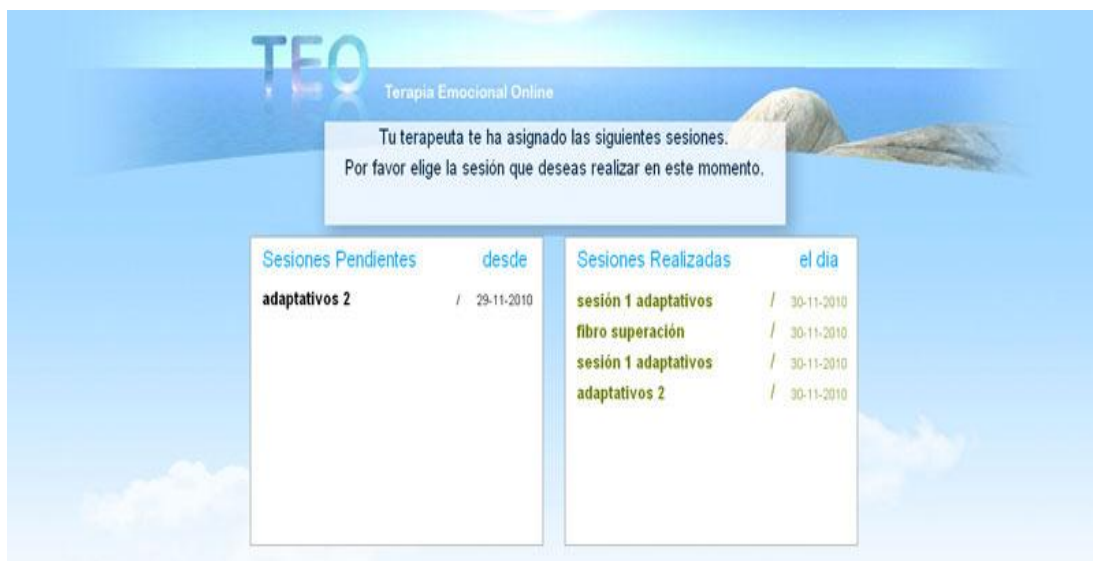 TEO
Terapia Emocional Online
Tu terapeuta te ha asignado las siguientes sesiones.
Por favor elige la sesión que deseas realizar en este momento.
Sesiones Pendientes desde
adaptativos 2 / 29-11-2010
Sesiones Realizadas el dia
sesión 1 adaptativos / 30-11-2010
fibro superación / 30-11-2010
sesión 1 adaptativos / 30-11-2010
adaptativos 2 / 30-11-2010